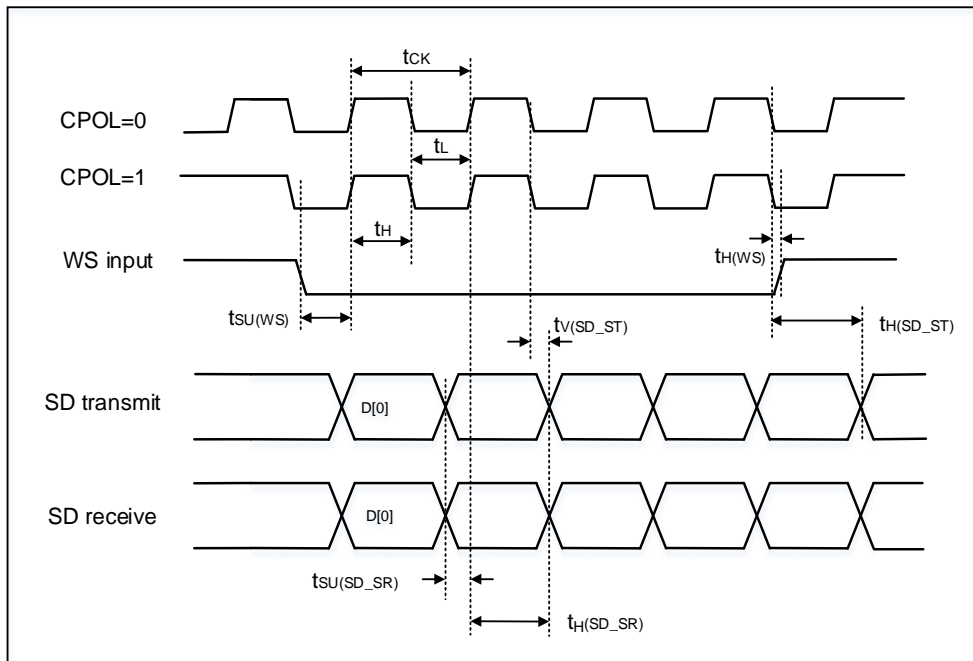 tCK
CPOL=0
tL
CPOL=1
tH
tH(WS)
WS input
tSU(WS)
tV(SD_ST)
tH(SD_ST)
SD transmit
D[0]
SD receive
D[0]
tSU(SD_SR)
tH(SD_SR)